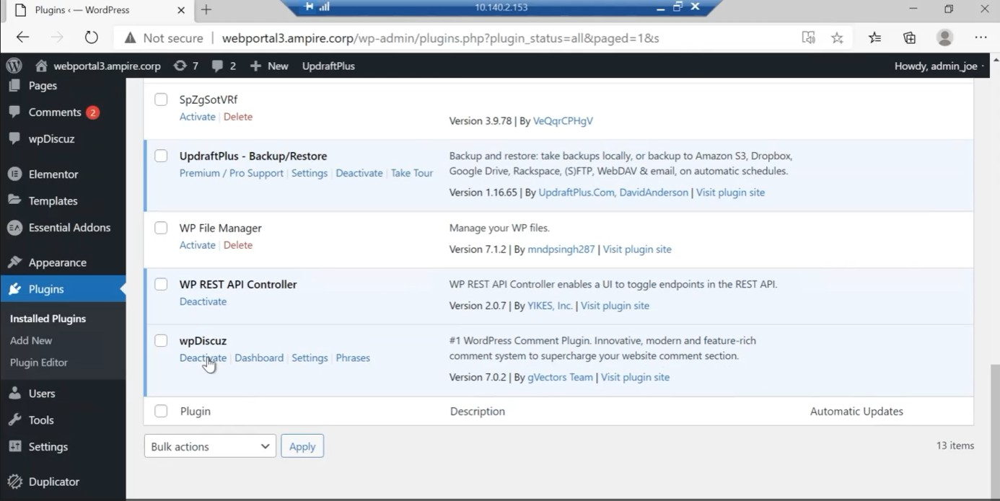 Plugins ‹ — WordPress
10.140.2.153
Not secure | webportal3.ampire.corp/wp-admin/plugins.php?plugin_status=all&paged=1&s
webportal3.ampire.corp 7 2 New UpdraftPlus Howdy, admin_joe
Pages
Comments 2
wpDiscuz
Elementor
Templates
Essential Addons
Appearance
Plugins
Installed Plugins
Add New
Plugin Editor
Users
Tools
Settings
Duplicator
SpZgSotVRf
Activate | Delete
Version 3.9.78 | By VeQqrCPHgV
UpdraftPlus - Backup/Restore
Premium / Pro Support | Settings | Deactivate | Take Tour
Backup and restore: take backups locally, or backup to Amazon S3, Dropbox,
Google Drive, Rackspace, (S)FTP, WebDAV & email, on automatic schedules.
Version 1.16.65 | By UpdraftPlus.Com, DavidAnderson | Visit plugin site
WP File Manager
Activate | Delete
Manage your WP files.
Version 7.1.2 | By mndpsingh287 | Visit plugin site
WP REST API Controller
Deactivate
WP REST API Controller enables a UI to toggle endpoints in the REST API.
Version 2.0.7 | By YIKES, Inc. | Visit plugin site
wpDiscuz
Deactivate | Dashboard | Settings | Phrases
#1 WordPress Comment Plugin. Innovative, modern and feature-rich
comment system to supercharge your website comment section.
Version 7.0.2 | By gVectors Team | Visit plugin site
Plugin Description Automatic Updates
Bulk actions Apply 13 items